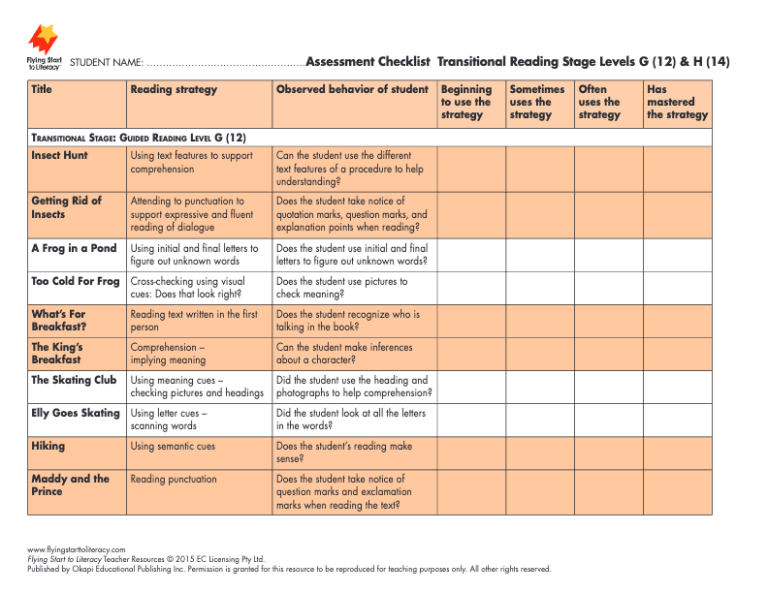 Flying Start
to Literacy
STUDENT NAME: ................................................Assessment Checklist Transitional Reading Stage Levels G (12) & H (14)
Title Reading strategy Observed behavior of student Beginning to use the strategy Sometimes uses the strategy Often uses the strategy Has mastered the strategy
TRANSITIONAL STAGE: GUIDED READING LEVEL G (12)
Insect Hunt
Using text features to support
comprehension
Can the student use the different
text features of a procedure to help
understanding?
Getting Rid of
Insects
Attending to punctuation to
support expressive and fluent
reading of dialogue
Does the student take notice of
quotation marks, question marks, and
explanation points when reading?
A Frog in a Pond
Using initial and final letters to
figure out unknown words
Does the student use initial and final
letters to figure out unknown words?
Too Cold For Frog
Cross-checking using visual
cues: Does that look right?
Does the student use pictures to
check meaning?
What's For
Breakfast?
Reading text written in the first
person
Does the student recognize who is
talking in the book?
The King's
Breakfast
Comprehension –
implying meaning
Can the student make inferences
about a character?
The Skating Club
Using meaning cues –
checking pictures and headings
Did the student use the heading and
photographs to help comprehension?
Elly Goes Skating
Using letter cues –
scanning words
Did the student look at all the letters
in the words?
Hiking
Using semantic cues
Does the student's reading make
sense?
Maddy and the
Prince
Reading punctuation
Does the student take notice of
question marks and exclamation
marks when reading the text?
www.flyingstarttoliteracy.com
Flying Start to Literacy Teacher Resources © 2015 EC Licensing Pty Ltd.
Published by Okapi Educational Publishing Inc. Permission is granted for this resource to be reproduced for teaching purposes only. All other rights reserved.